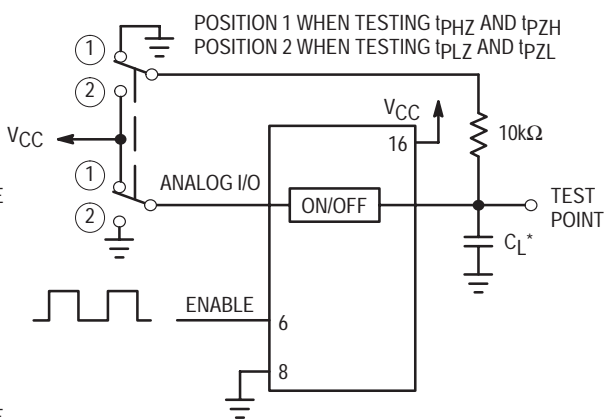 POSITION 1 WHEN TESTING tPHZ AND tPZH
POSITION 2 WHEN TESTING tPLZ AND tPZL
1
2
VCC
VCC
16
10kΩ
1
2
ANALOG I/O
ON/OFF
TEST
POINT
CL*
ENABLE
6
8
E
E